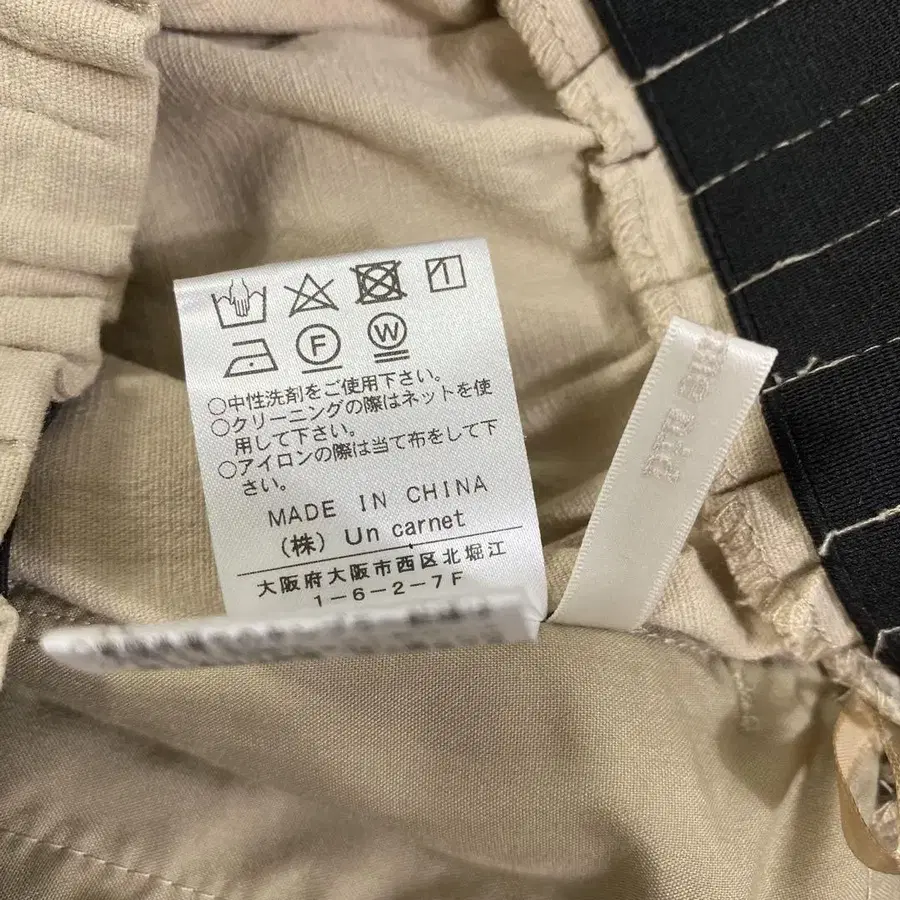 F W
○中性洗剤をご使用下さい。
○クリーニングの際はネットを使
用して下さい。
○アイロンの際は当て布をして下
さい。
MADE IN CHINA
(株) Un carnet
大阪府大阪市西区北堀江
1-6-2-7F